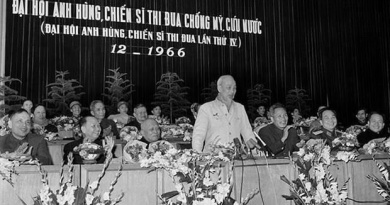 ĐẠI HỘI ANH HÙNG, CHIẾN SĨ THI ĐUA CHỐNG MỸ, CỨU NƯỚC
(ĐẠI HỘI ANH HÙNG, CHIẾN SĨ THI ĐUA LẦN THỨ IV)
12-1966